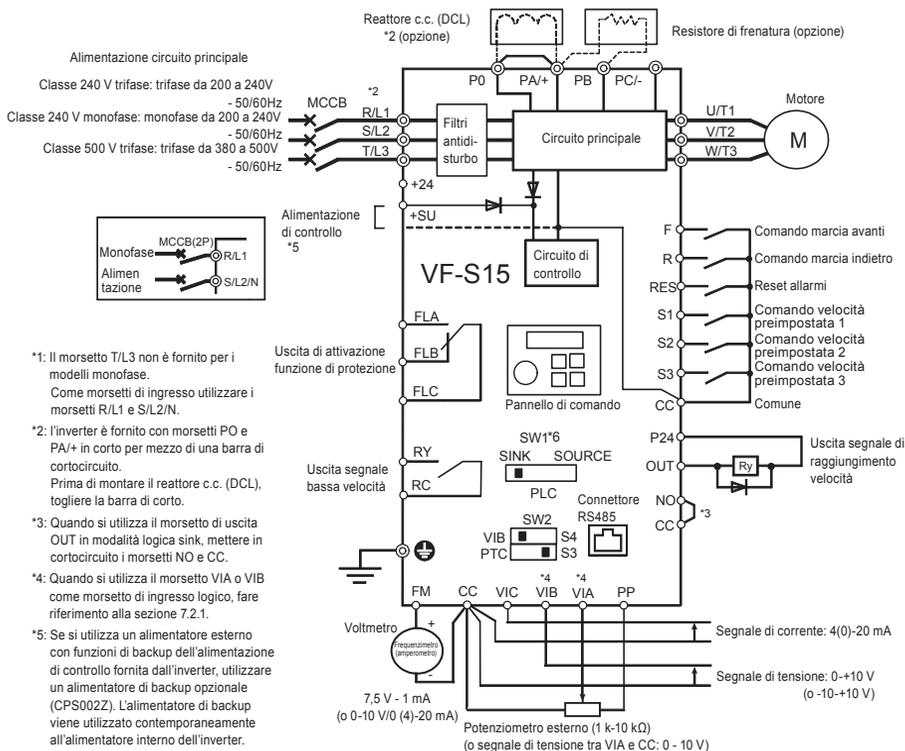 Reattore c.c. (DCL)
*2 (opzione)
Resistore di frenatura (opzione)
Alimentazione circuito principale
Classe 240 V trifase: trifase da 200 a 240V
- 50/60Hz
Classe 240 V monofase: monofase da 200 a 240V
- 50/60Hz
Classe 500 V trifase: trifase da 380 a 500V
- 50/60Hz
MCCB
*2
R/L1
S/L2
T/L3
P0
PA/+
PB
PC/-
Filtri
antidi-
sturbo
Circuito principale
U/T1
V/T2
W/T3
Motore
M
+24
+SU
Alimentazione
di controllo
*5
Circuito di
controllo
VF-S15
Monofase
Alimen
tazione
MCCB(2P)
R/L1
S/L2/N
F
Comando marcia avanti
R
Comando marcia indietro
RES
Reset allarmi
S1
Comando velocità
preimpostata 1
S2
Comando velocità
preimpostata 2
S3
Comando velocità
preimpostata 3
CC
Comune
FLA
FLB
FLC
Uscita di attivazione
funzione di protezione
Pannello di comando
P24
OUT
Ry
Uscita segnale di
raggiungimento
velocità
NO
CC
*3
RY
RC
Uscita segnale
bassa velocità
SW1*6
SINK
SOURCE
PLC
SW2
VIB
S4
PTC
S3
Connettore
RS485
FM
CC
VIC
*4
VIB
*4
VIA
PP
Voltmetro
+
Frequenzimetro
(amperometro)
-
7,5 V - 1 mA
(o 0-10 V/0 (4)-20 mA)
Segnale di corrente: 4(0)-20 mA
Segnale di tensione: 0-+10 V
(o -10-+10 V)
Potenziometro esterno (1 k-10 kΩ)
(o segnale di tensione tra VIA e CC: 0 - 10 V)
*1: Il morsetto T/L3 non è fornito per i
modelli monofase.
Come morsetti di ingresso utilizzare i
morsetti R/L1 e S/L2/N.
*2: l’inverter è fornito con morsetti PO e
PA/+ in corto per mezzo di una barra di
cortocircuito.
Prima di montare il reattore c.c. (DCL),
togliere la barra di corto.
*3: Quando si utilizza il morsetto di uscita
OUT in modalità logica sink, mettere in
cortocircuito i morsetti NO e CC.
*4: Quando si utilizza il morsetto VIA o VIB
come morsetto di ingresso logico, fare
riferimento alla sezione 7.2.1.
*5: Se si utilizza un alimentatore esterno
con funzioni di backup dell’alimentazione
di controllo fornita dall’inverter, utilizzare
un alimentatore di backup opzionale
(CPS002Z). L’alimentatore di backup
viene utilizzato contemporaneamente
all’alimentatore interno dell’inverter.